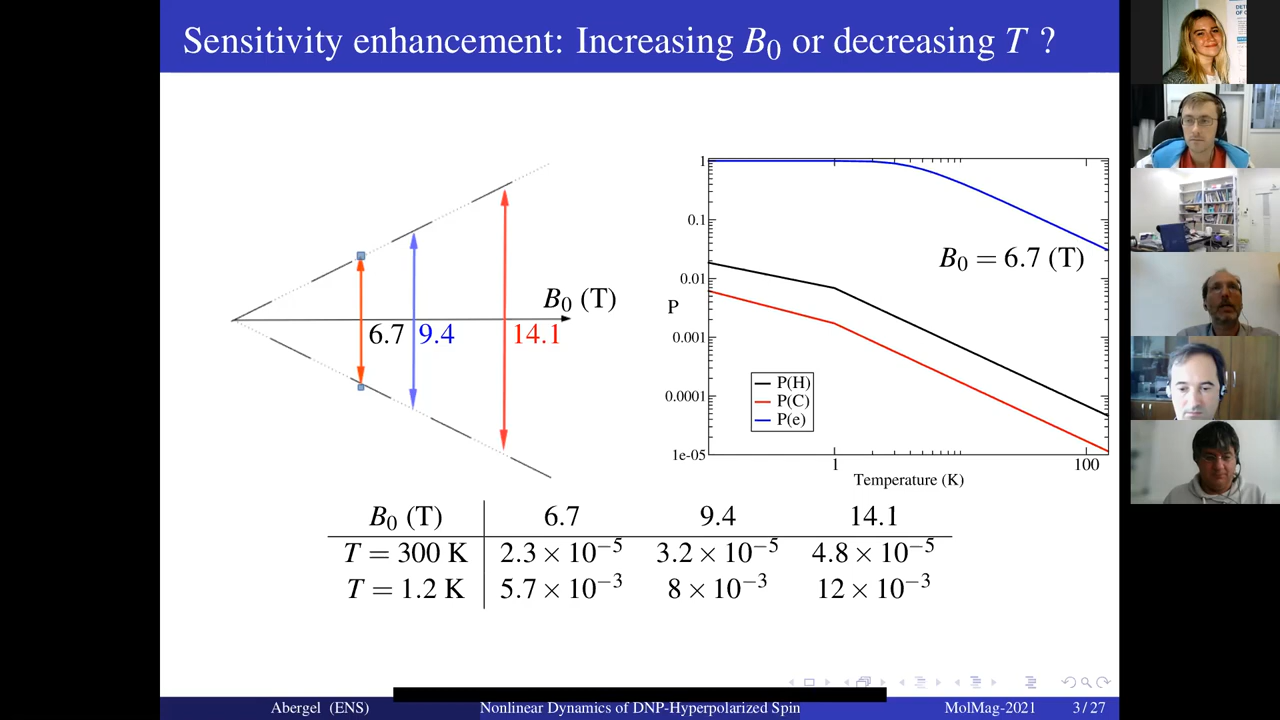 Sensitivity enhancement: Increasing B₀ or decreasing T ?
B₀ (T)
6.7
9.4
14.1
1
0.1
0.01
0.001
0.0001
1e-05
P
B₀ = 6.7 (T)
P(H)
P(C)
P(e)
1
100
Temperature (K)
B₀ (T) 6.7 9.4 14.1
T = 300 K 2.3 × 10⁻⁵ 3.2 × 10⁻⁵ 4.8 × 10⁻⁵
T = 1.2 K 5.7 × 10⁻³ 8 × 10⁻³ 12 × 10⁻³
Abergel (ENS) Nonlinear Dynamics of DNP-Hyperpolarized Spin MolMag-2021 3 / 27